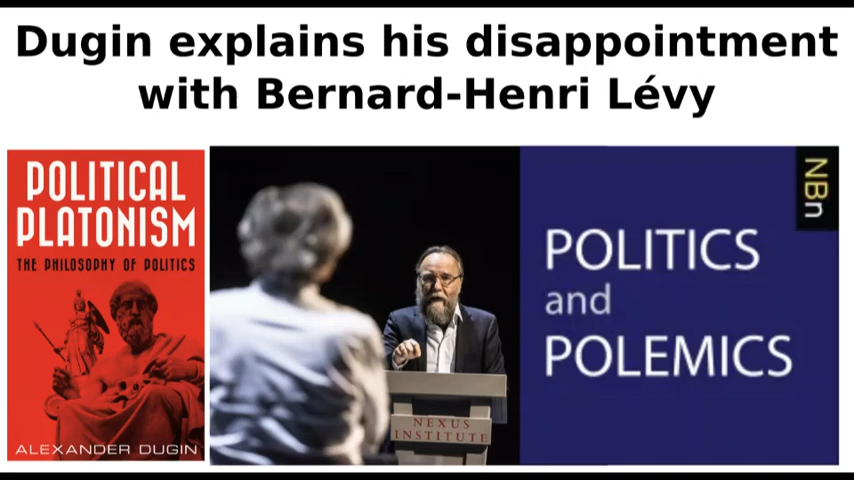 Dugin explains his disappointment
with Bernard-Henri Lévy
POLITICAL
PLATONISM
THE PHILOSOPHY OF POLITICS
ALEXANDER DUGIN
NEXUS
INSTITUTE
POLITICS
and
POLEMICS
NBn